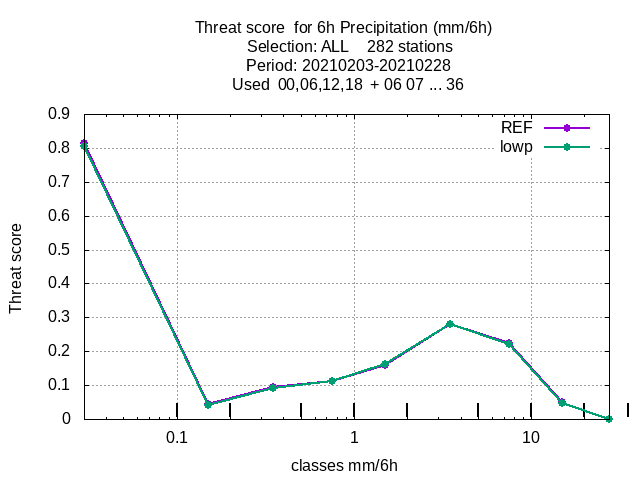 Threat score  for 6h Precipitation (mm/6h)
Selection: ALL    282 stations
Period: 20210203-20210228
Used  00,06,12,18  + 06 07 ... 36
REF
lowp
0.9
0.8
0.7
0.6
0.5
0.4
0.3
0.2
0.1
0
Threat score
0.1
1
10
classes mm/6h